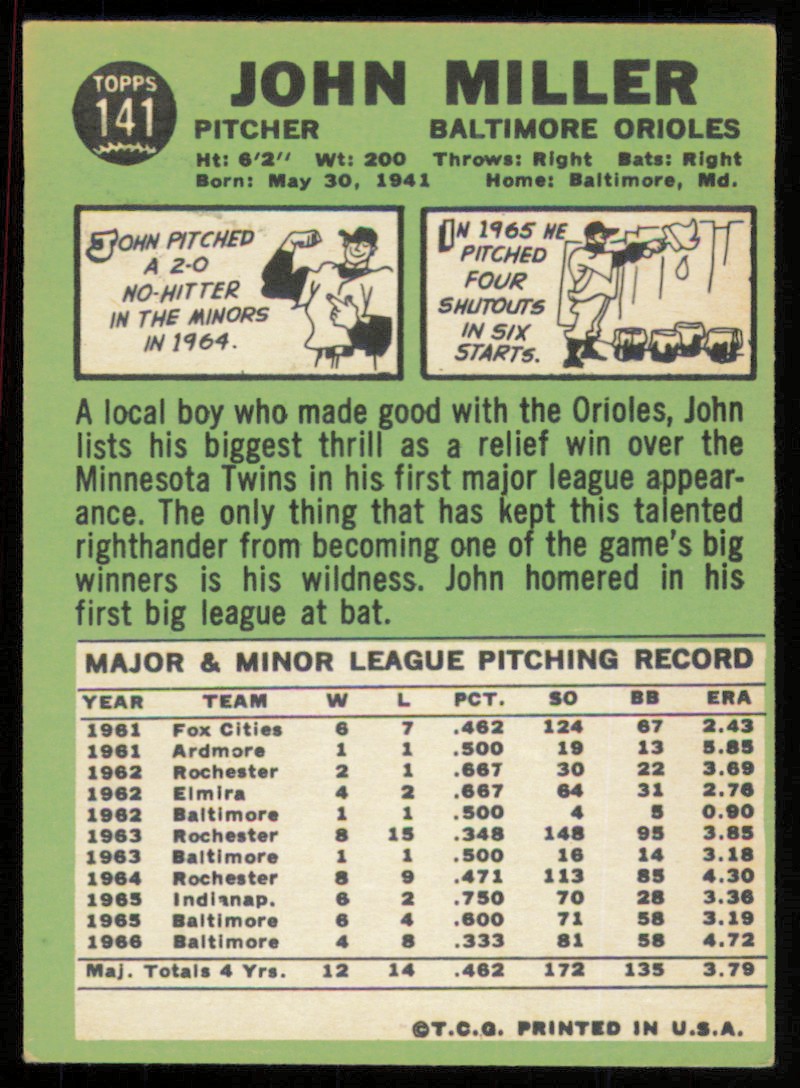 TOPPS
141
JOHN MILLER
PITCHER BALTIMORE ORIOLES
Ht: 6'2" Wt: 200 Throws: Right Bats: Right
Born: May 30, 1941 Home: Baltimore, Md.
JOHN PITCHED
A 2-0
NO-HITTER
IN THE MINORS
IN 1964.
IN 1965 HE
PITCHED
FOUR
SHUTOUTS
IN SIX
STARTS.
A local boy who made good with the Orioles, John
lists his biggest thrill as a relief win over the
Minnesota Twins in his first major league appear-
ance. The only thing that has kept this talented
righthander from becoming one of the game's big
winners is his wildness. John homered in his
first big league at bat.
MAJOR & MINOR LEAGUE PITCHING RECORD
YEAR TEAM W L PCT. SO BB ERA
1961 Fox Cities 6 7 .462 124 67 2.43
1961 Ardmore 1 1 .500 19 13 5.85
1962 Rochester 2 1 .667 30 22 3.69
1962 Elmira 4 2 .667 64 31 2.76
1962 Baltimore 1 1 .500 4 5 0.90
1963 Rochester 8 15 .348 148 95 3.85
1963 Baltimore 1 1 .500 16 14 3.18
1964 Rochester 8 9 .471 113 85 4.30
1965 Indianap. 6 2 .750 70 28 3.36
1965 Baltimore 6 4 .600 71 58 3.19
1966 Baltimore 4 8 .333 81 58 4.72
Maj. Totals 4 Yrs. 12 14 .462 172 135 3.79
©T.C.G. PRINTED IN U.S.A.